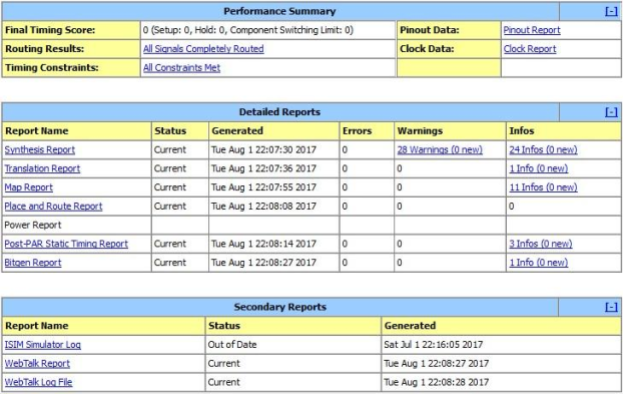 Performance Summary [-]
Final Timing Score: 0 (Setup: 0, Hold: 0, Component Switching Limit: 0) Pinout Data: Pinout Report
Routing Results: All Signals Completely Routed Clock Data: Clock Report
Timing Constraints: All Constraints Met
Detailed Reports [-]
Report Name Status Generated Errors Warnings Infos
Synthesis Report Current Tue Aug 1 22:07:30 2017 0 28 Warnings (0 new) 24 Infos (0 new)
Translation Report Current Tue Aug 1 22:07:36 2017 0 0 1 Info (0 new)
Map Report Current Tue Aug 1 22:07:55 2017 0 0 11 Infos (0 new)
Place and Route Report Current Tue Aug 1 22:08:08 2017 0 0 0
Power Report
Post-PAR Static Timing Report Current Tue Aug 1 22:08:14 2017 0 0 3 Infos (0 new)
Bitgen Report Current Tue Aug 1 22:08:27 2017 0 0 1 Info (0 new)
Secondary Reports [-]
Report Name Status Generated
ISIM Simulator Log Out of Date Sat Jul 1 22:16:05 2017
WebTalk Report Current Tue Aug 1 22:08:27 2017
WebTalk Log File Current Tue Aug 1 22:08:28 2017